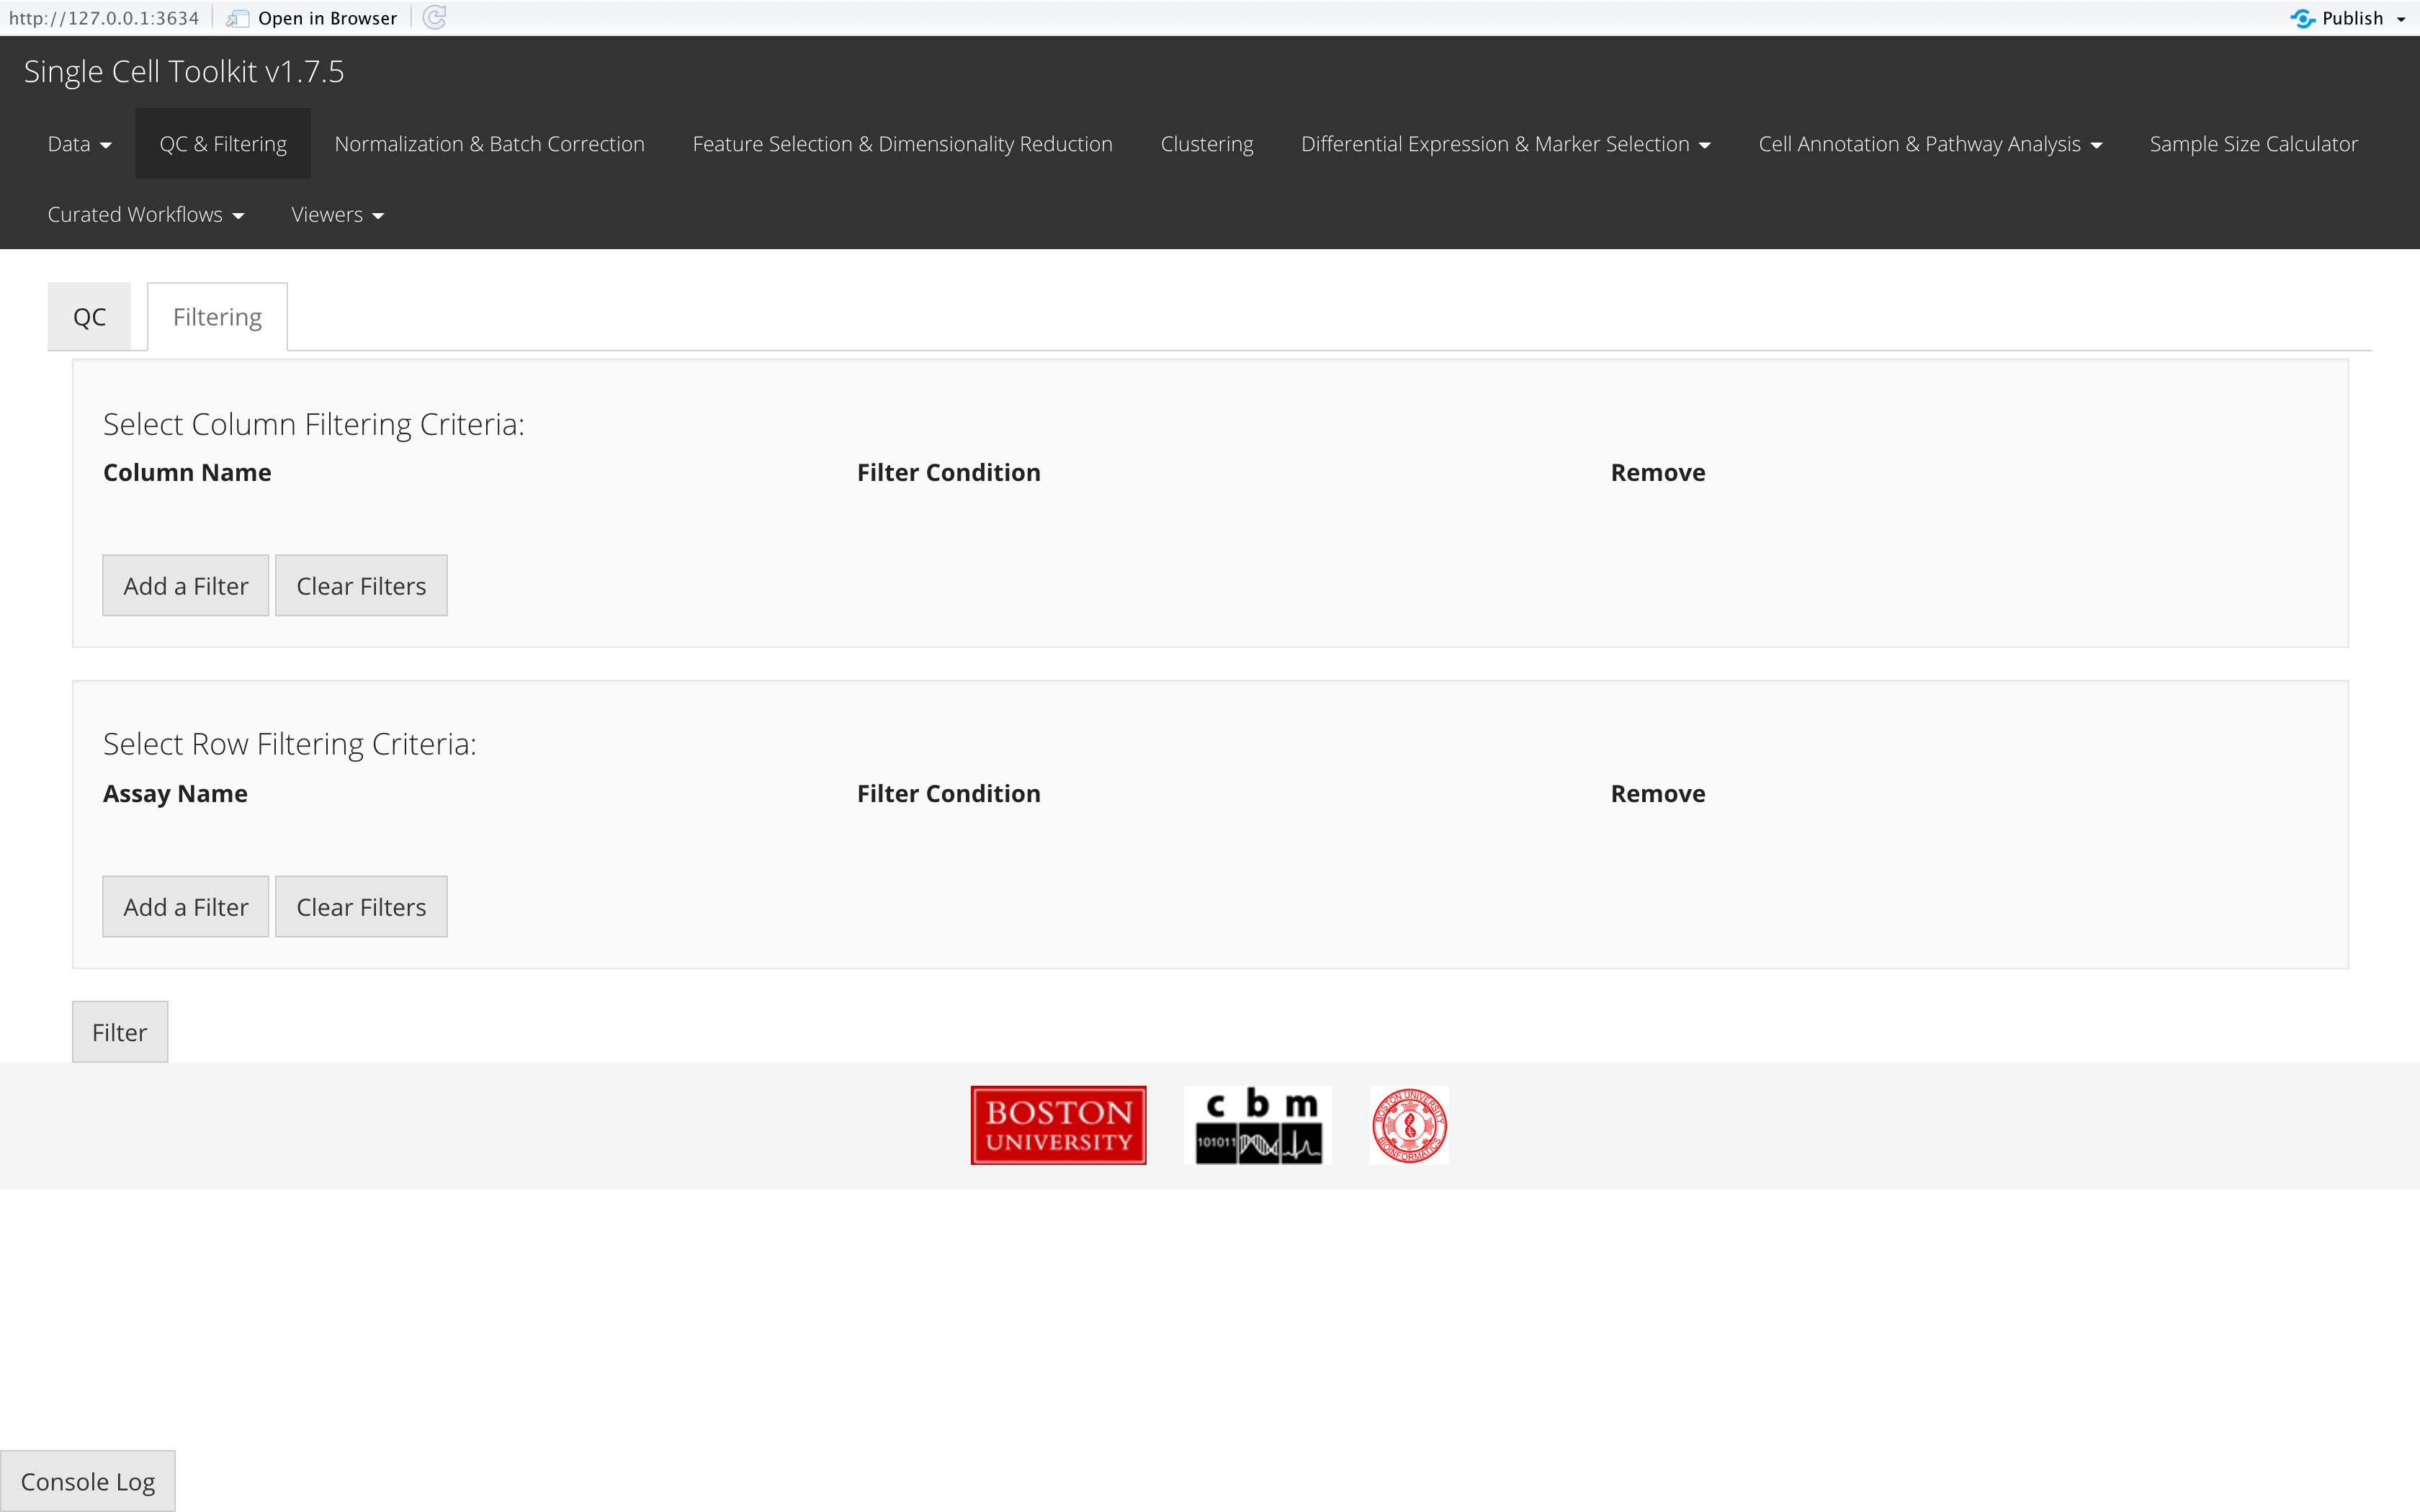 http://127.0.0.1:3634 Open in Browser Publish
Single Cell Toolkit v1.7.5
Data QC & Filtering Normalization & Batch Correction Feature Selection & Dimensionality Reduction Clustering Differential Expression & Marker Selection Cell Annotation & Pathway Analysis Sample Size Calculator
Curated Workflows Viewers
QC Filtering
Select Column Filtering Criteria:
Column Name Filter Condition Remove
Add a Filter Clear Filters
Select Row Filtering Criteria:
Assay Name Filter Condition Remove
Add a Filter Clear Filters
Filter
BOSTON
UNIVERSITY
cbm
101011
BOSTON UNIVERSITY
BIOINFORMATICS
Console Log